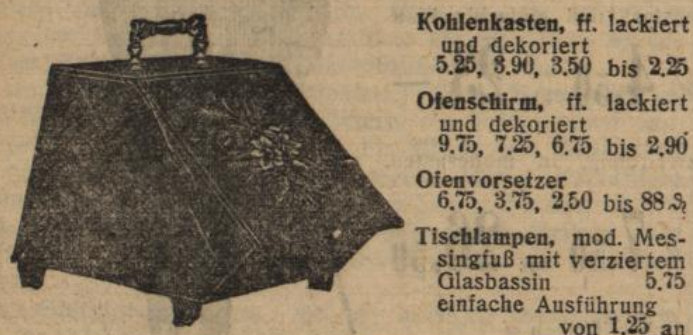 Kohlenkasten, ff. lackiert
und dekoriert
5.25, 3.90, 3.50 bis 2.25
Ofenschirm, ff. lackiert
und dekoriert
9.75, 7.25, 6.75 bis 2.90
Ofenvorsetzer
6.75, 3.75, 2.50 bis 88 ₰
Tischlampen, mod. Mes-
singfuß mit verziertem
Glasbassin 5.75
einfache Ausführung
von 1.25 an